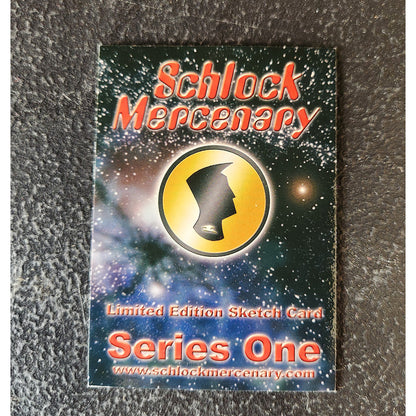 Schlock
Mercenary
Limited Edition Sketch Card
Series One
www.schlockmercenary.com